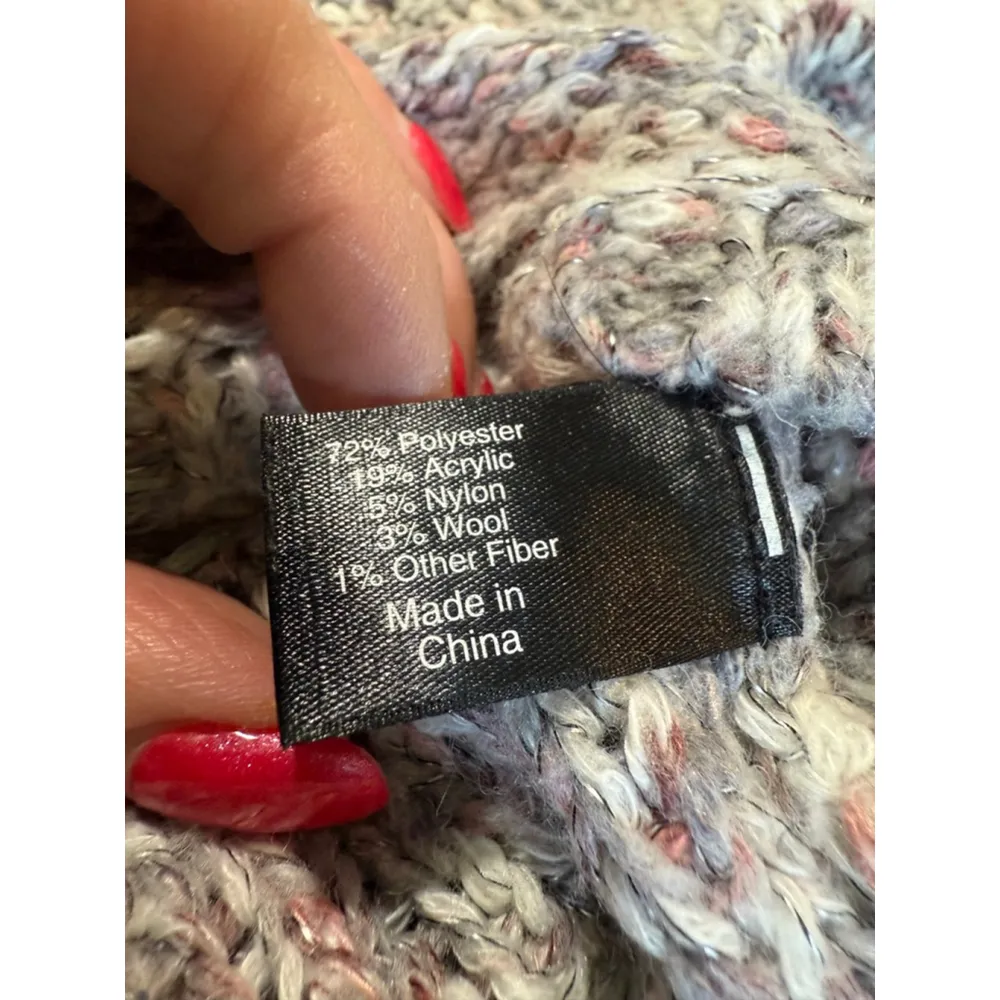 72% Polyester
19% Acrylic
5% Nylon
3% Wool
1% Other Fiber
Made in
China